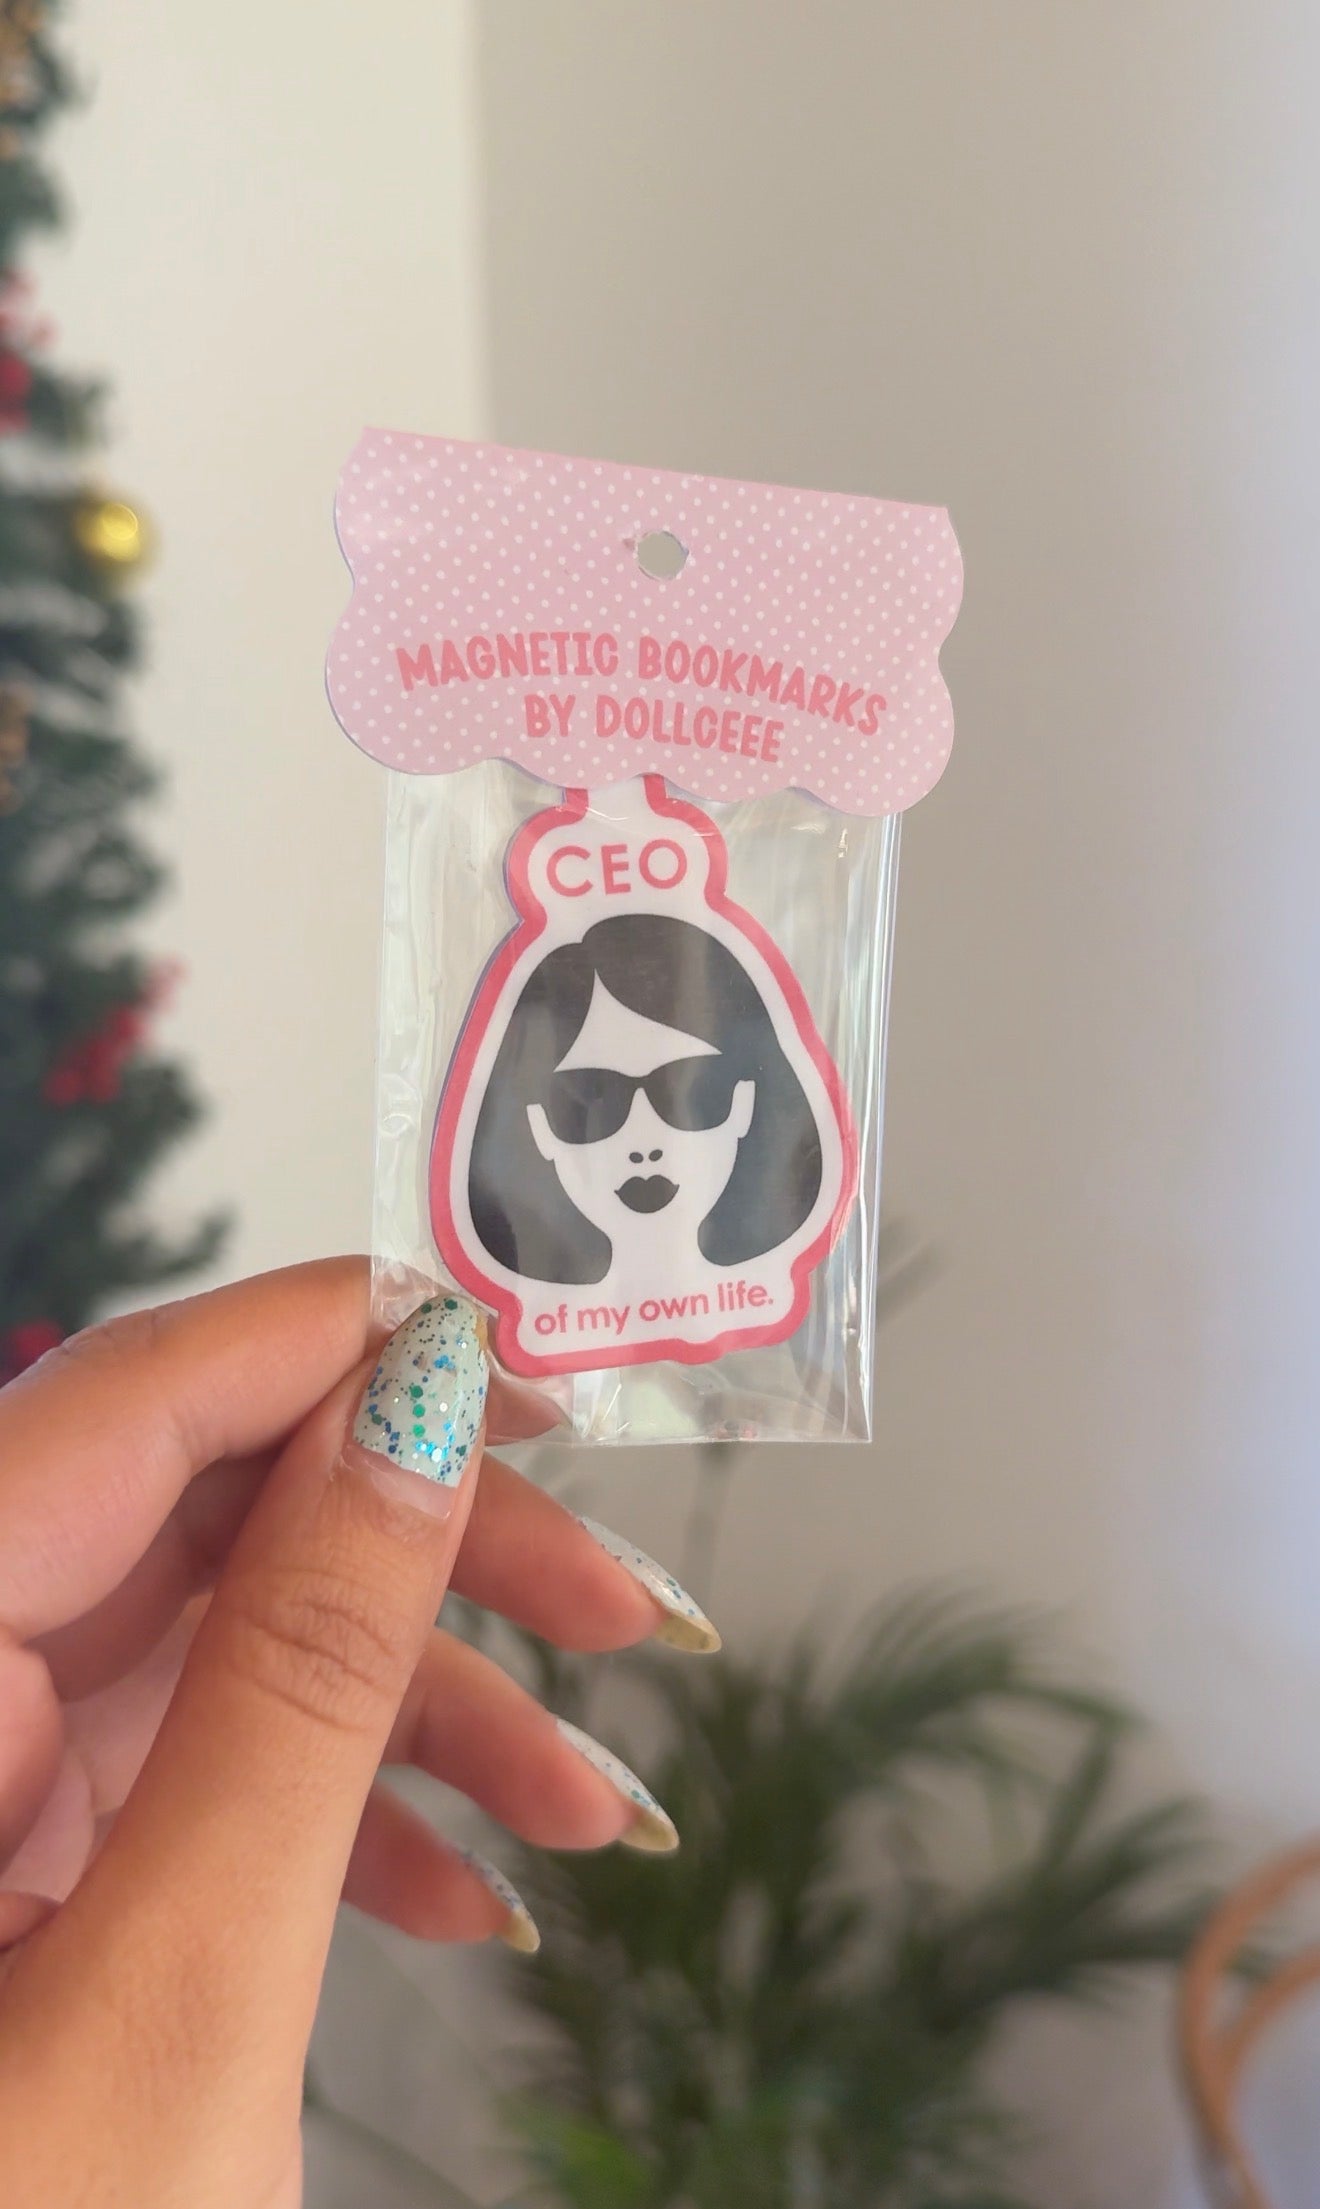 MAGNETIC BOOKMARKS
BY DOLLCEEE
CEO
of my own life.